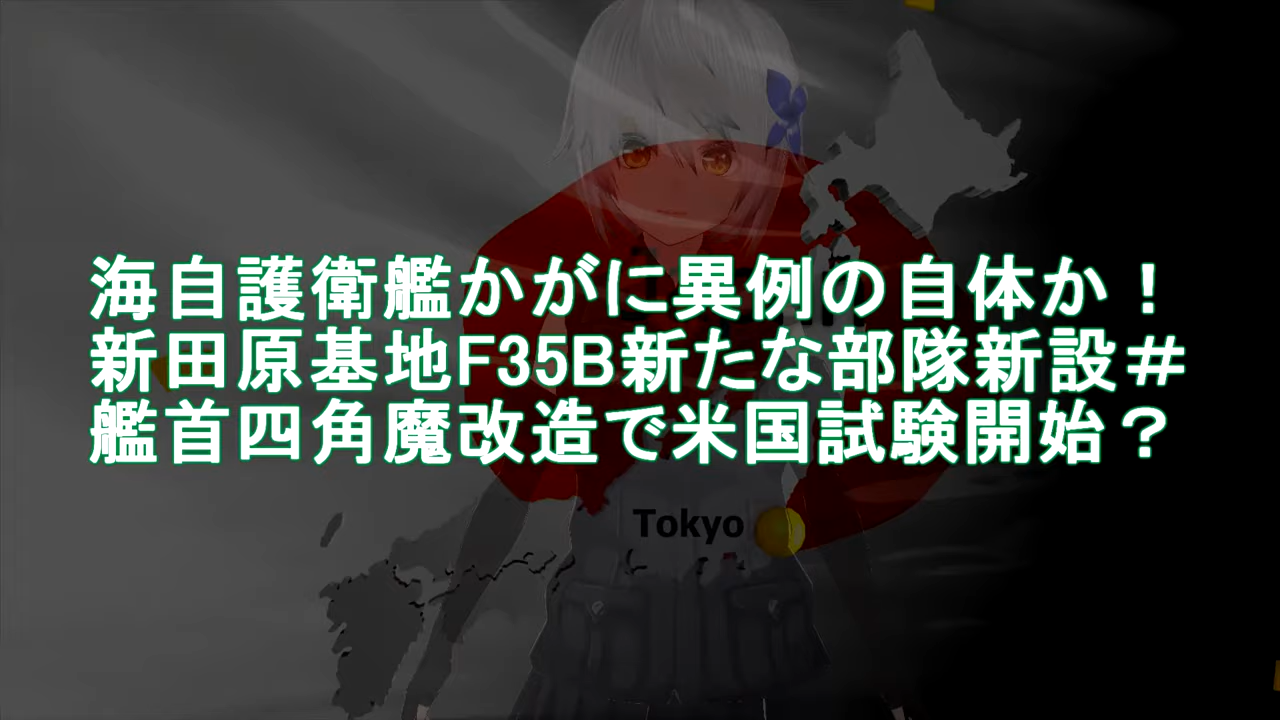 海自護衛艦かがに異例の自体か！
新田原基地F35B新たな部隊新設＃
艦首四角魔改造で米国試験開始？
Tokyo